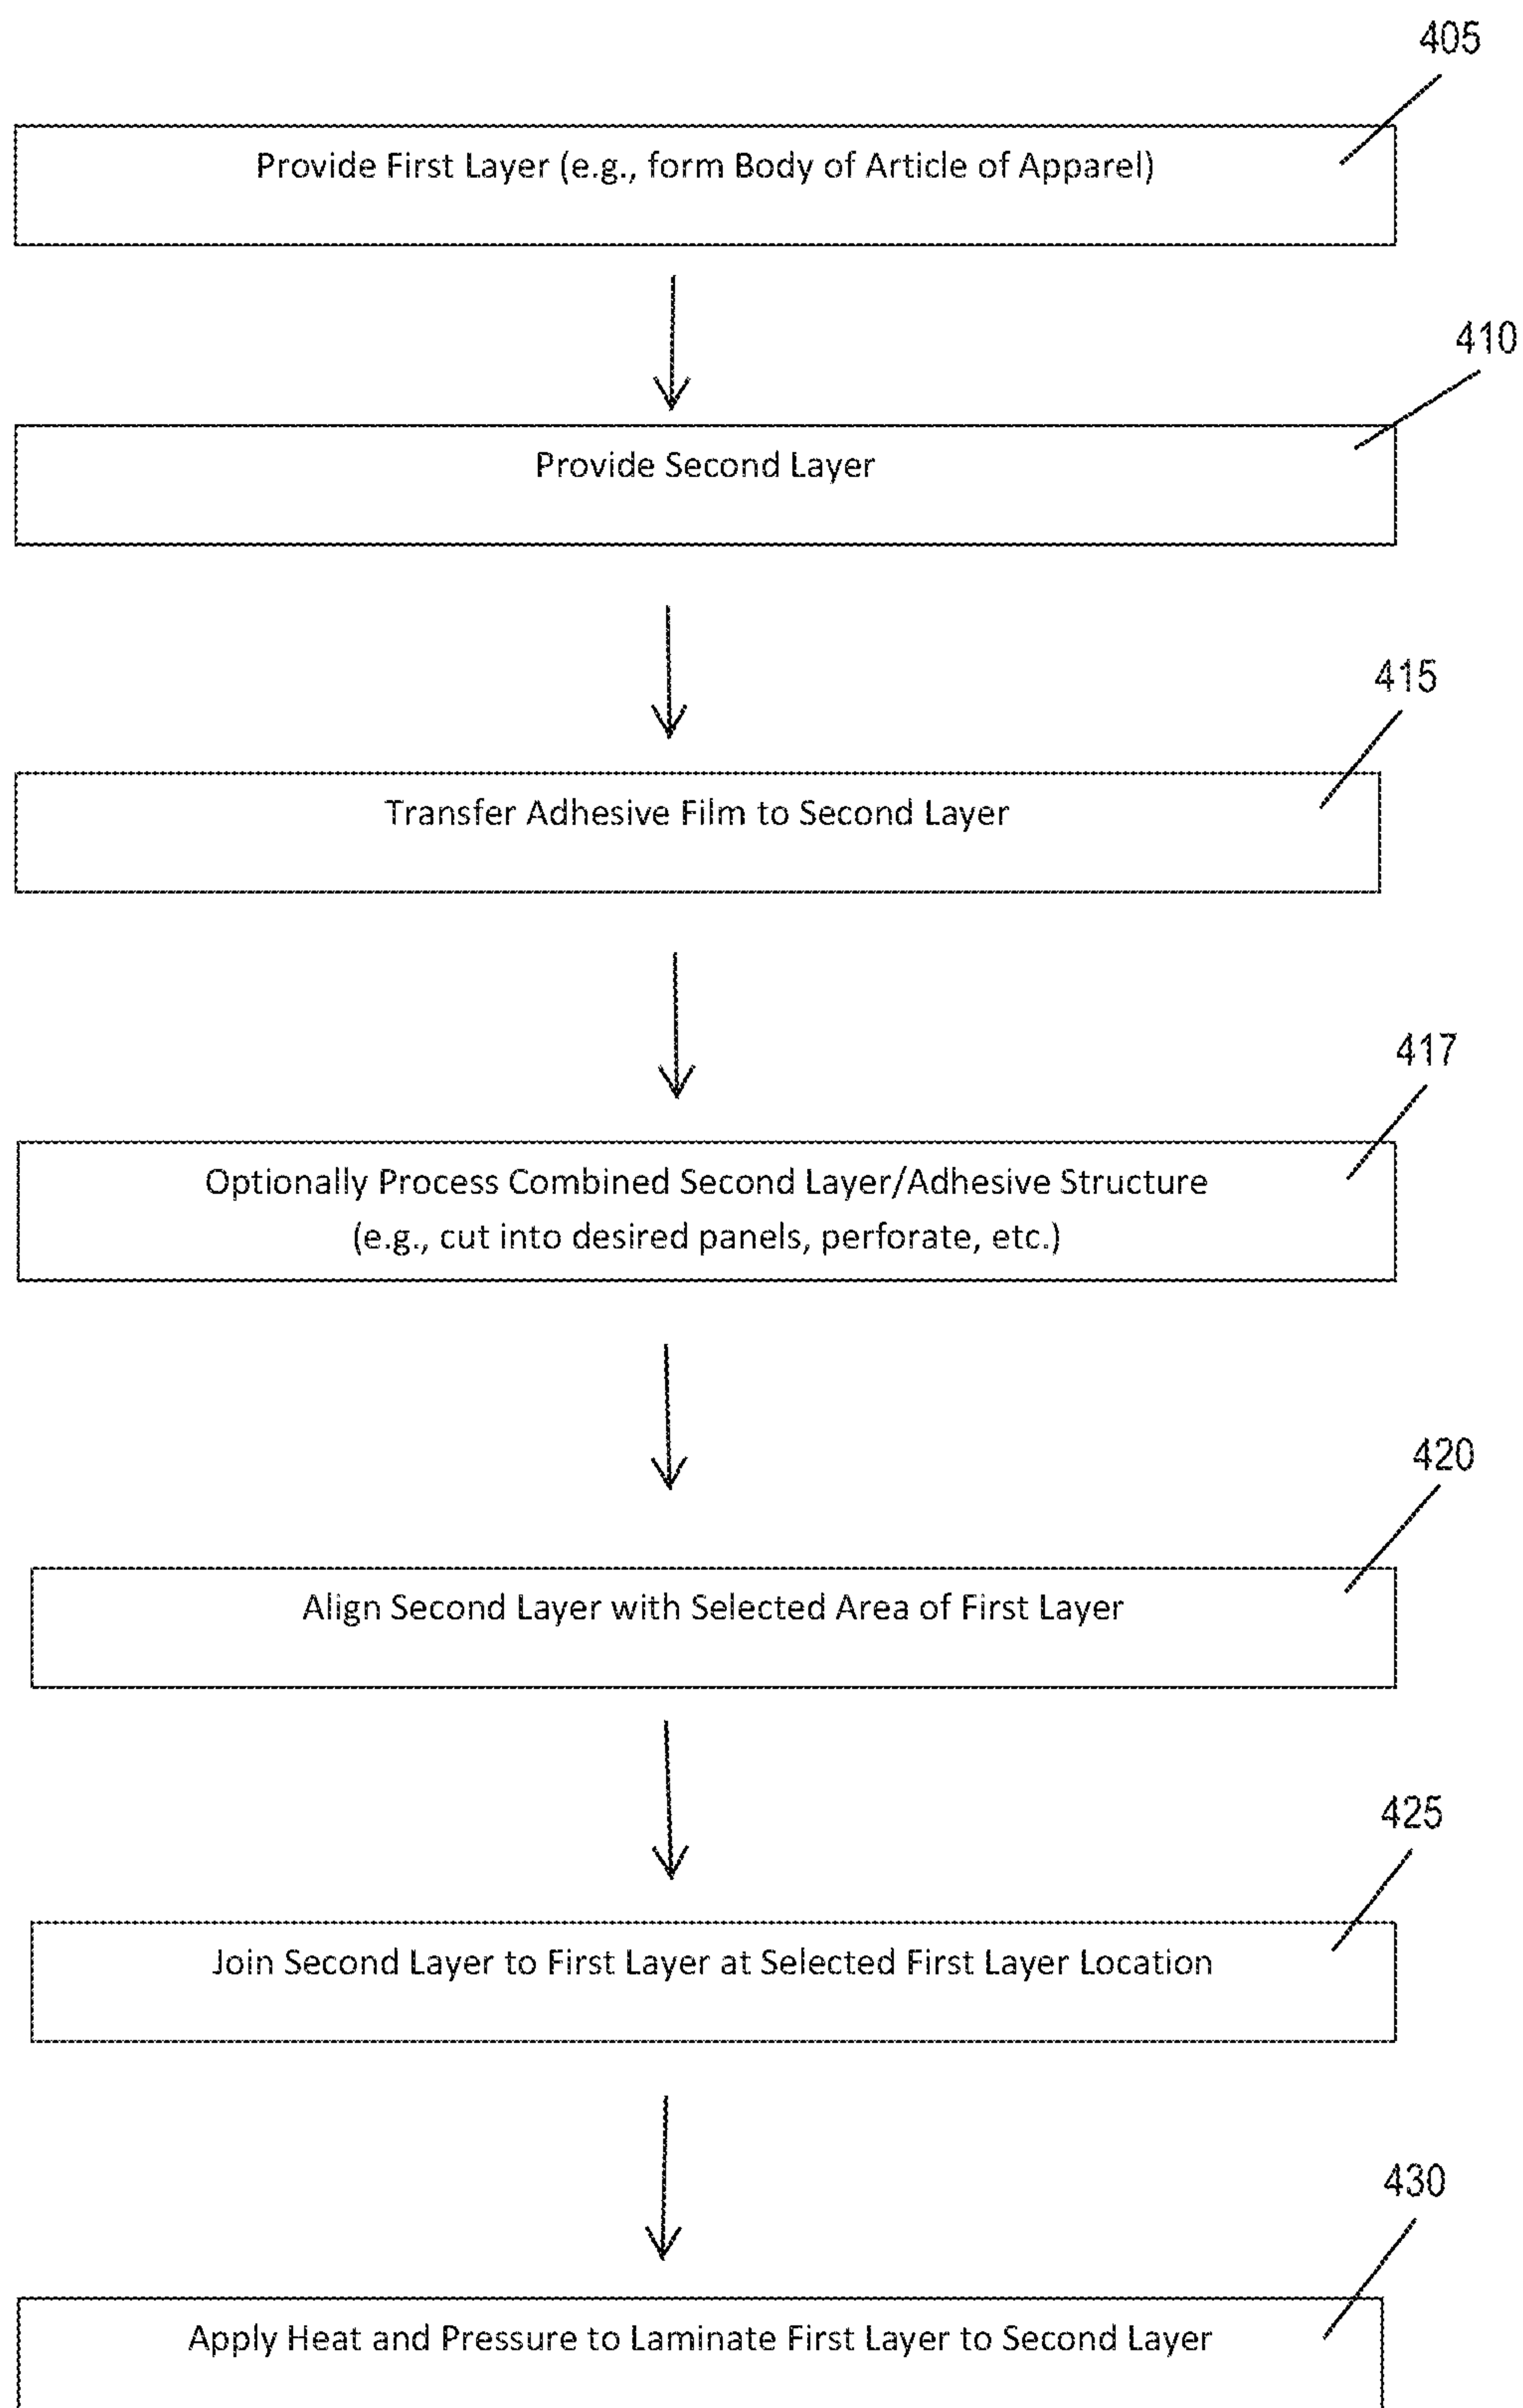 405
Provide First Layer (e.g., form Body of Article of Apparel)
410
Provide Second Layer
415
Transfer Adhesive Film to Second Layer
417
Optionally Process Combined Second Layer/Adhesive Structure
(e.g., cut into desired panels, perforate, etc.)
420
Align Second Layer with Selected Area of First Layer
425
Join Second Layer to First Layer at Selected First Layer Location
430
Apply Heat and Pressure to Laminate First Layer to Second Layer